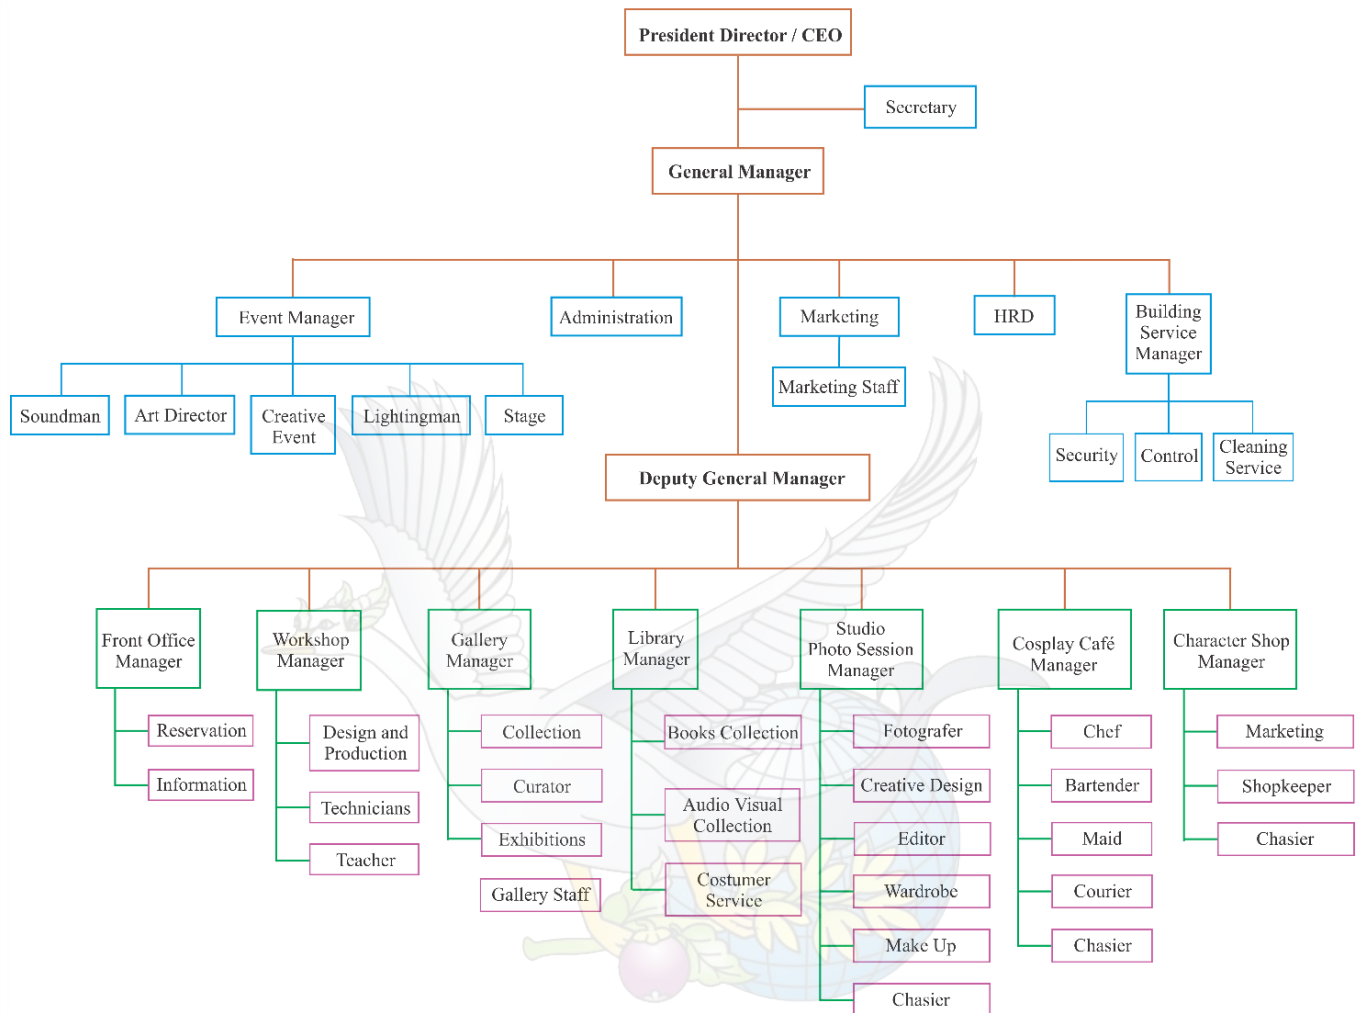 President Director / CEO
Secretary
General Manager
Event Manager
Administration
Marketing
HRD
Building
Service
Manager
Marketing Staff
Soundman
Art Director
Creative
Event
Lightingman
Stage
Security
Control
Cleaning
Service
Deputy General Manager
Front Office
Manager
Workshop
Manager
Gallery
Manager
Library
Manager
Studio
Photo Session
Manager
Cosplay Café
Manager
Character Shop
Manager
Reservation
Information
Design and
Production
Technicians
Teacher
Collection
Curator
Exhibitions
Gallery Staff
Books Collection
Audio Visual
Collection
Costumer
Service
Fotografer
Creative Design
Editor
Wardrobe
Make Up
Chasier
Chef
Bartender
Maid
Courier
Chasier
Marketing
Shopkeeper
Chasier